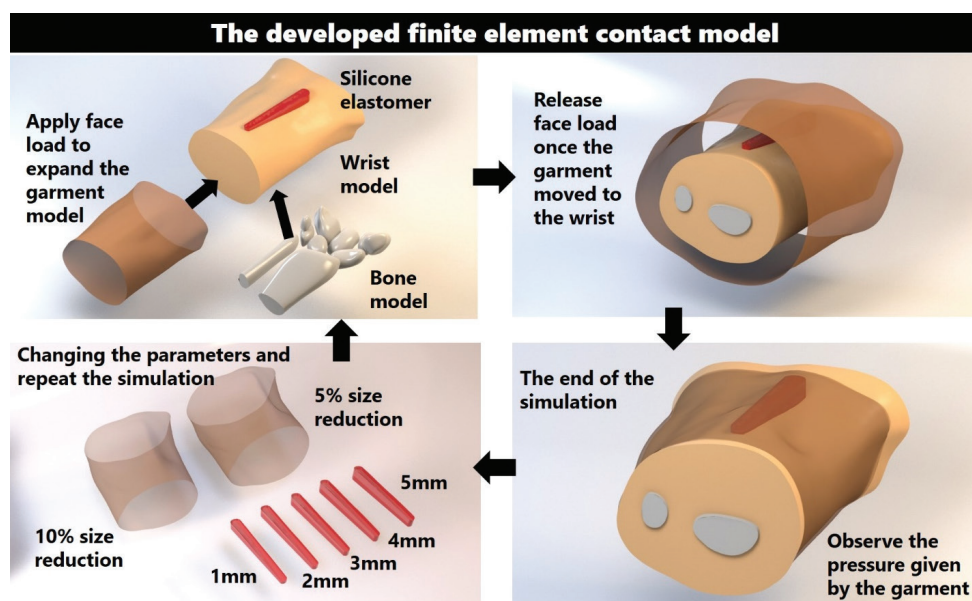 The developed finite element contact model
Apply face
load to
expand the
garment
model
Silicone
elastomer
Wrist
model
Bone
model
Release
face load
once the
garment
moved to
the wrist
The end of the
simulation
Observe the
pressure given
by the garment
Changing the parameters and
repeat the simulation
5% size
reduction
10% size
reduction
1mm
2mm
3mm
4mm
5mm